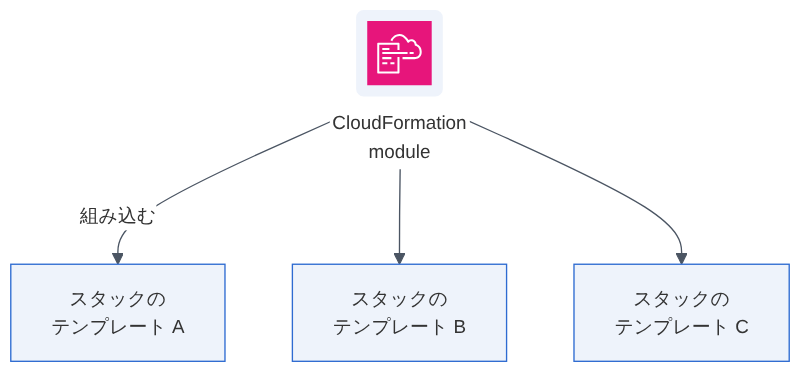 CloudFormation
module
組み込む
スタックの
テンプレート A
スタックの
テンプレート B
スタックの
テンプレート C